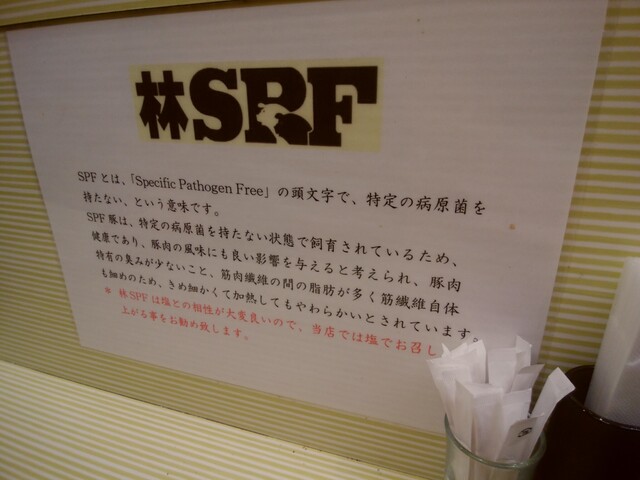 林SPF
SPFとは、「Specific Pathogen Free」の頭文字で、特定の病原菌を
持たない、という意味です。
SPF豚は、特定の病原菌を持たない状態で飼育されているため、
健康であり、豚肉の風味にも良い影響を与えると考えられ、豚肉
特有の臭みが少ないこと、筋肉繊維の間の脂肪が多く筋繊維自体
も細めのため、きめ細かくて加熱してもやわらかいとされています。
※ 林SPFは塩との相性が大変良いので、当店では塩でお召し
上がる事をお勧め致します。